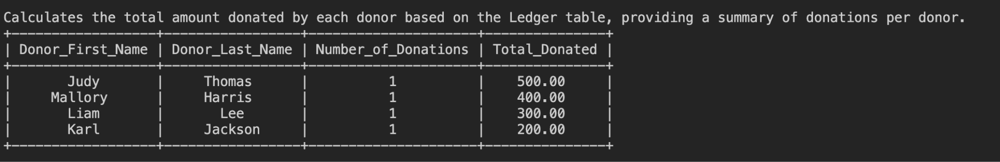 Calculates the total amount donated by each donor based on the Ledger table, providing a summary of donations per donor.
+------------------+-----------------+---------------------+---------------+
| Donor_First_Name | Donor_Last_Name | Number_of_Donations | Total_Donated |
+------------------+-----------------+---------------------+---------------+
|       Judy       |     Thomas      |          1          |    500.00     |
|     Mallory      |     Harris      |          1          |    400.00     |
|       Liam       |       Lee       |          1          |    300.00     |
|       Karl       |     Jackson     |          1          |    200.00     |
+------------------+-----------------+---------------------+---------------+